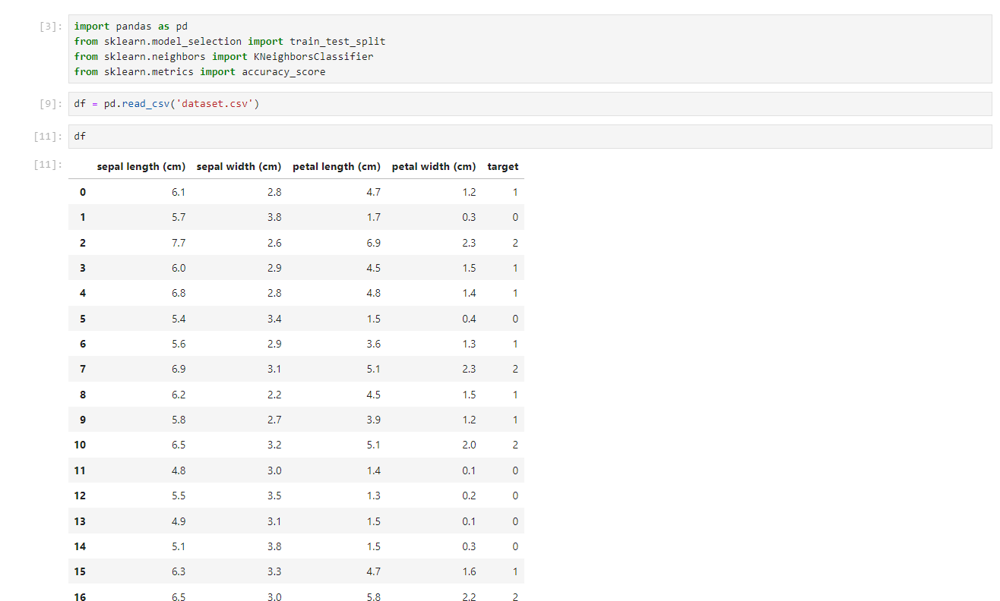 [3]: import pandas as pd
from sklearn.model_selection import train_test_split
from sklearn.neighbors import KNeighborsClassifier
from sklearn.metrics import accuracy_score
[9]: df = pd.read_csv('dataset.csv')
[11]: df
[11]: sepal length (cm) sepal width (cm) petal length (cm) petal width (cm) target
0 6.1 2.8 4.7 1.2 1
1 5.7 3.8 1.7 0.3 0
2 7.7 2.6 6.9 2.3 2
3 6.0 2.9 4.5 1.5 1
4 6.8 2.8 4.8 1.4 1
5 5.4 3.4 1.5 0.4 0
6 5.6 2.9 3.6 1.3 1
7 6.9 3.1 5.1 2.3 2
8 6.2 2.2 4.5 1.5 1
9 5.8 2.7 3.9 1.2 1
10 6.5 3.2 5.1 2.0 2
11 4.8 3.0 1.4 0.1 0
12 5.5 3.5 1.3 0.2 0
13 4.9 3.1 1.5 0.1 0
14 5.1 3.8 1.5 0.3 0
15 6.3 3.3 4.7 1.6 1
16 6.5 3.0 5.8 2.2 2